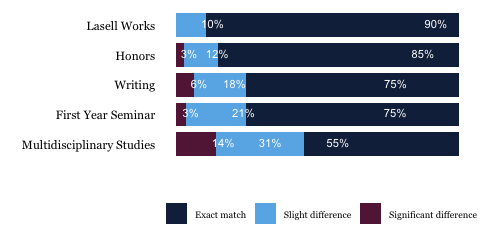 Lasell Works 10% 90%
Honors 3% 12% 85%
Writing 6% 18% 75%
First Year Seminar 3% 21% 75%
Multidisciplinary Studies 14% 31% 55%
Exact match Slight difference Significant difference